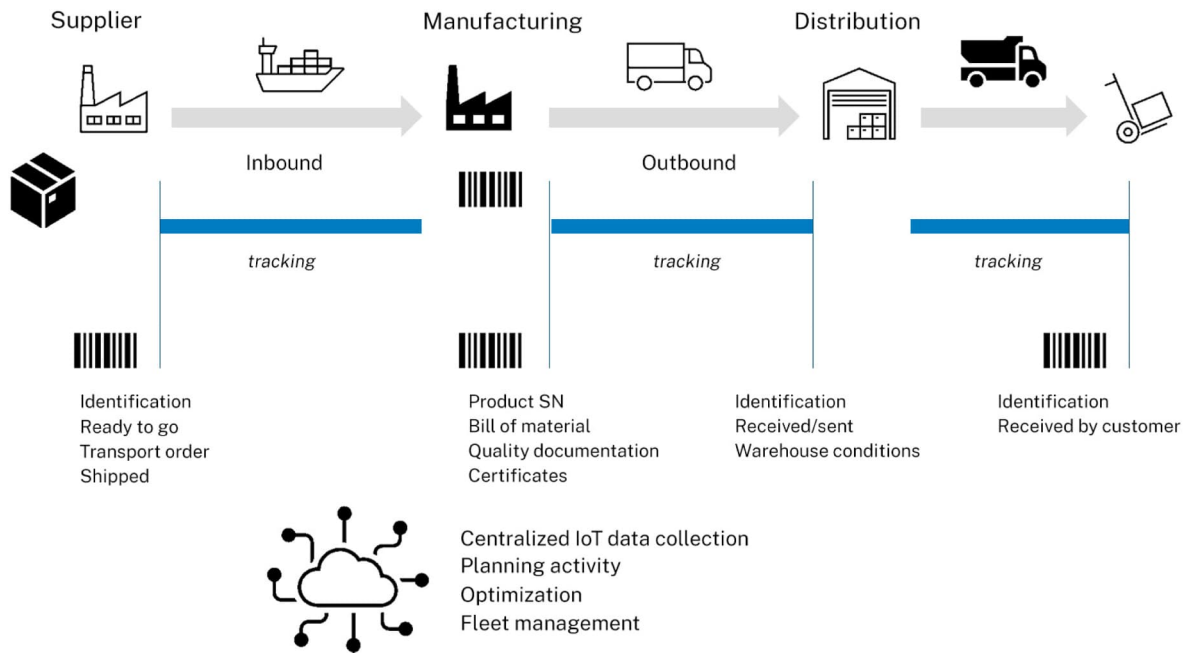 Supplier
Manufacturing
Distribution
Inbound
Outbound
tracking
tracking
tracking
Identification
Ready to go
Transport order
Shipped
Product SN
Bill of material
Quality documentation
Certificates
Identification
Received/sent
Warehouse conditions
Identification
Received by customer
Centralized IoT data collection
Planning activity
Optimization
Fleet management